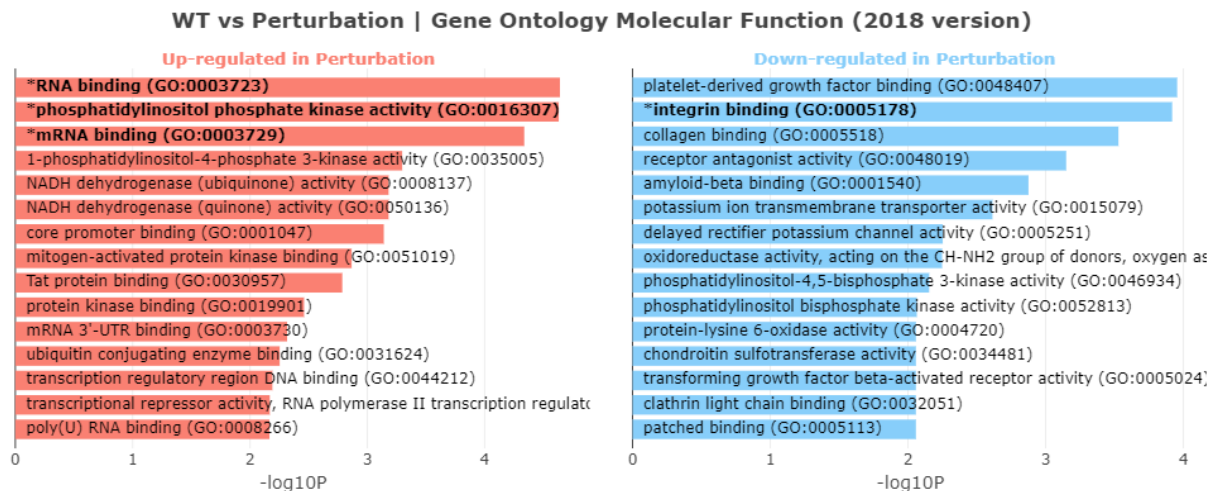 WT vs Perturbation | Gene Ontology Molecular Function (2018 version)
Up-regulated in Perturbation
*RNA binding (GO:0003723)
*phosphatidylinositol phosphate kinase activity (GO:0016307)
*mRNA binding (GO:0003729)
1-phosphatidylinositol-4-phosphate 3-kinase activity (GO:0035005)
NADH dehydrogenase (ubiquinone) activity (GO:0008137)
NADH dehydrogenase (quinone) activity (GO:0050136)
core promoter binding (GO:0001047)
mitogen-activated protein kinase binding (GO:0051019)
Tat protein binding (GO:0030957)
protein kinase binding (GO:0019901)
mRNA 3'-UTR binding (GO:0003730)
ubiquitin conjugating enzyme binding (GO:0031624)
transcription regulatory region DNA binding (GO:0044212)
transcriptional repressor activity, RNA polymerase II transcription regulato
poly(U) RNA binding (GO:0008266)
0 1 2 3 4
-log10P
Down-regulated in Perturbation
platelet-derived growth factor binding (GO:0048407)
*integrin binding (GO:0005178)
collagen binding (GO:0005518)
receptor antagonist activity (GO:0048019)
amyloid-beta binding (GO:0001540)
potassium ion transmembrane transporter activity (GO:0015079)
delayed rectifier potassium channel activity (GO:0005251)
oxidoreductase activity, acting on the CH-NH2 group of donors, oxygen as
phosphatidylinositol-4,5-bisphosphate 3-kinase activity (GO:0046934)
phosphatidylinositol bisphosphate kinase activity (GO:0052813)
protein-lysine 6-oxidase activity (GO:0004720)
chondroitin sulfotransferase activity (GO:0034481)
transforming growth factor beta-activated receptor activity (GO:0005024)
clathrin light chain binding (GO:0032051)
patched binding (GO:0005113)
0 1 2 3 4
-log10P